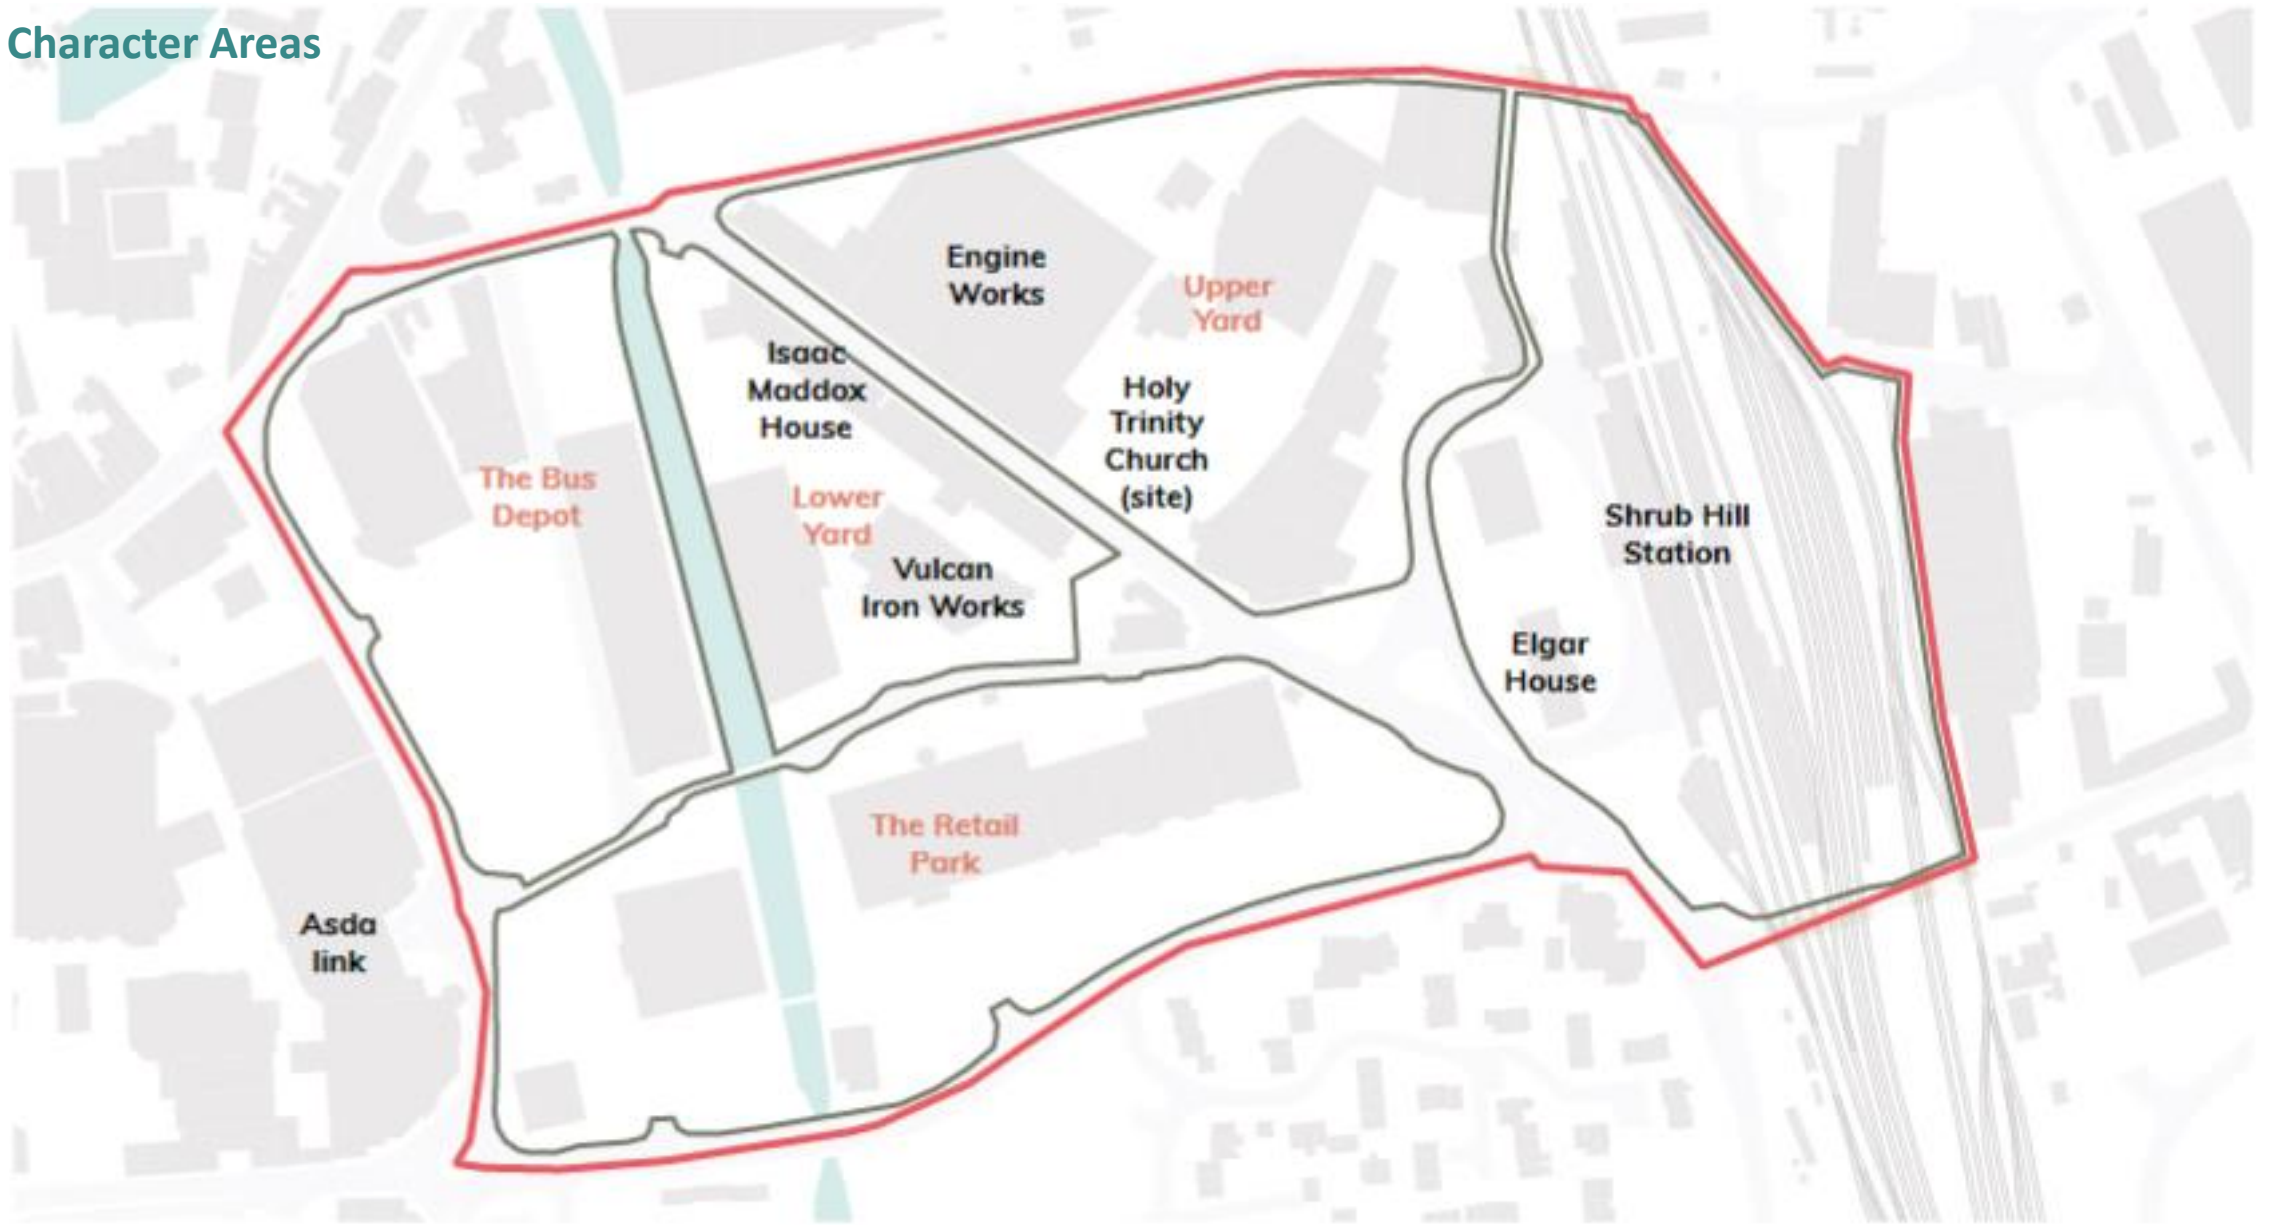 Character Areas
Engine
Works
Upper
Yard
Isaac
Maddox
House
Holy
Trinity
Church
(site)
The Bus
Depot
Lower
Yard
Vulcan
Iron Works
Shrub Hill
Station
Elgar
House
The Retail
Park
Asda
link